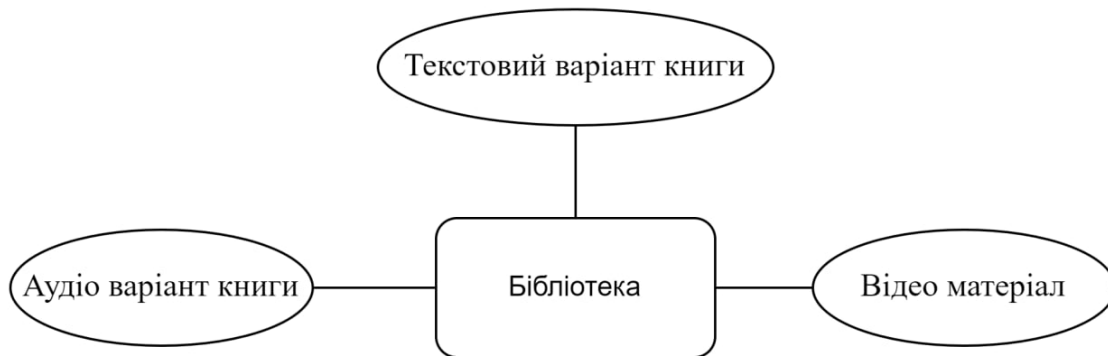 Текстовий варіант книги
Аудіо варіант книги
Бібліотека
Відео матеріал